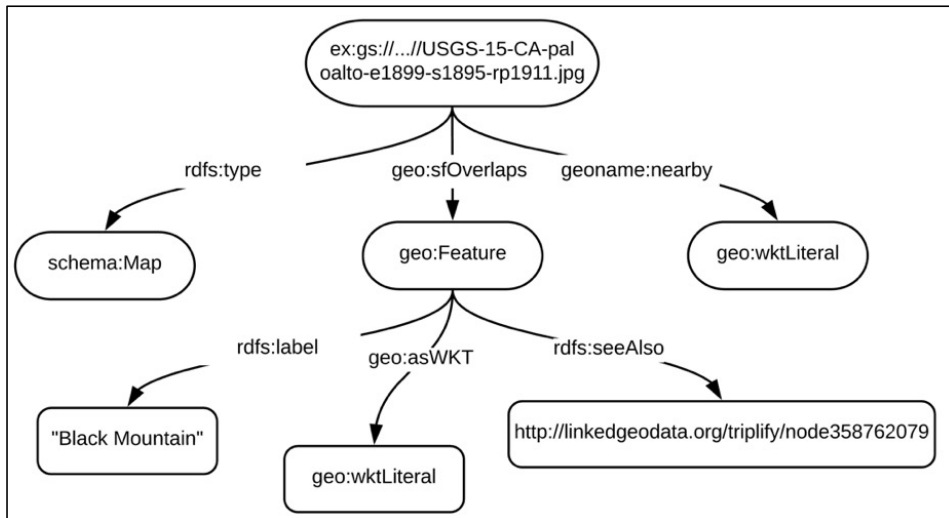 ex:gs://...//USGS-15-CA-pal
oalto-e1899-s1895-rp1911.jpg
rdfs:type
geo:sfOverlaps
geoname:nearby
schema:Map
geo:Feature
geo:wktLiteral
rdfs:label
geo:asWKT
rdfs:seeAlso
"Black Mountain"
http://linkedgeodata.org/triplify/node358762079
geo:wktLiteral